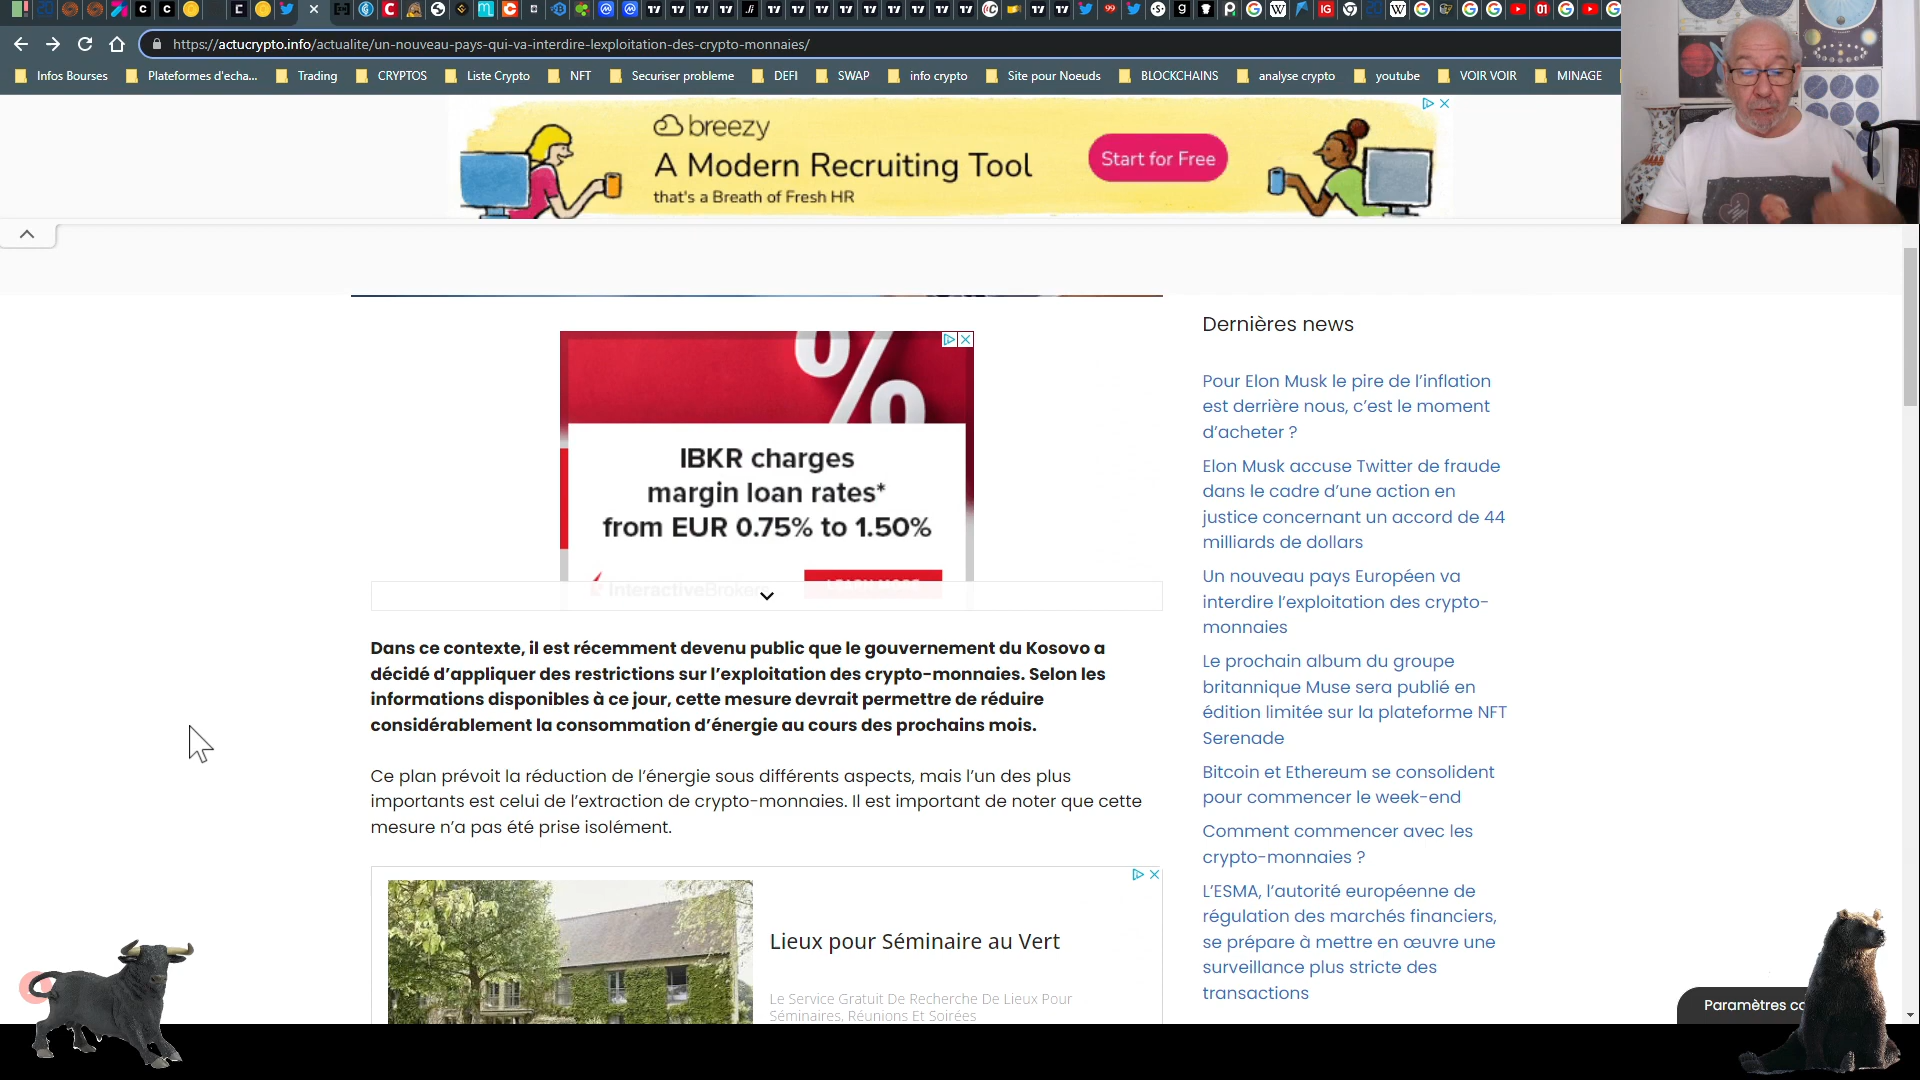 https://actucrypto.info/actualite/un-nouveau-pays-qui-va-interdire-lexploitation-des-crypto-monnaies/
Infos Bourses
Plateformes d'echa...
Trading
CRYPTOS
Liste Crypto
NFT
Securiser probleme
DEFI
SWAP
info crypto
Site pour Noeuds
BLOCKCHAINS
analyse crypto
youtube
VOIR VOIR
MINAGE
breezy
A Modern Recruiting Tool
that's a Breath of Fresh HR
Start for Free
%
IBKR charges
margin loan rates*
from EUR 0.75% to 1.50%
Dans ce contexte, il est récemment devenu public que le gouvernement du Kosovo a
décidé d’appliquer des restrictions sur l’exploitation des crypto-monnaies. Selon les
informations disponibles à ce jour, cette mesure devrait permettre de réduire
considérablement la consommation d’énergie au cours des prochains mois.
Ce plan prévoit la réduction de l’énergie sous différents aspects, mais l’un des plus
importants est celui de l’extraction de crypto-monnaies. Il est important de noter que cette
mesure n’a pas été prise isolément.
Lieux pour Séminaire au Vert
Le Service Gratuit De Recherche De Lieux Pour
Séminaires, Réunions Et Soirées
Dernières news
Pour Elon Musk le pire de l’inflation
est derrière nous, c’est le moment
d’acheter ?
Elon Musk accuse Twitter de fraude
dans le cadre d’une action en
justice concernant un accord de 44
milliards de dollars
Un nouveau pays Européen va
interdire l’exploitation des crypto-
monnaies
Le prochain album du groupe
britannique Muse sera publié en
édition limitée sur la plateforme NFT
Serenade
Bitcoin et Ethereum se consolident
pour commencer le week-end
Comment commencer avec les
crypto-monnaies ?
L’ESMA, l’autorité européenne de
régulation des marchés financiers,
se prépare à mettre en œuvre une
surveillance plus stricte des
transactions
Paramètres